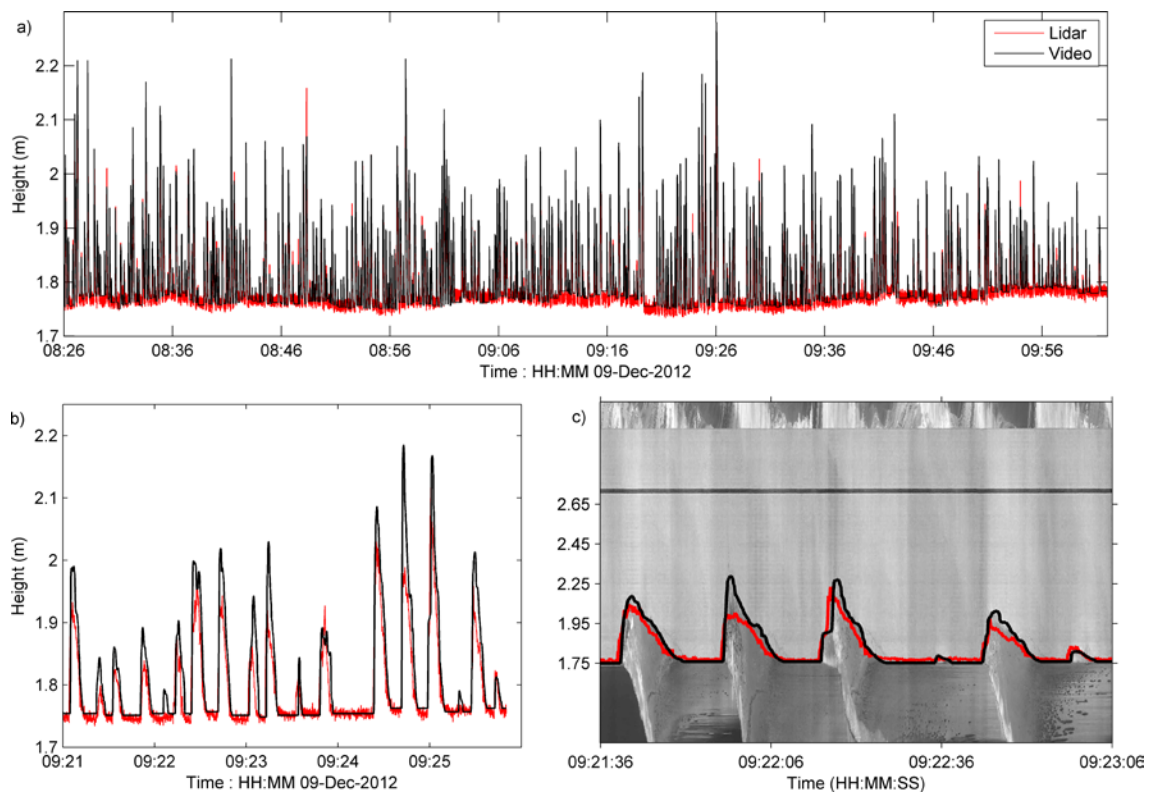 a)
Lidar
Video
Height (m)
2.2
2.1
2
1.9
1.8
1.7
08:26 08:36 08:46 08:56 09:06 09:16 09:26 09:36 09:46 09:56
Time : HH:MM 09-Dec-2012
b)
Height (m)
2.2
2.1
2
1.9
1.8
1.7
09:21 09:22 09:23 09:24 09:25
Time : HH:MM 09-Dec-2012
c)
2.65
2.45
2.25
1.95
1.75
09:21:36 09:22:06 09:22:36 09:23:06
Time (HH:MM:SS)